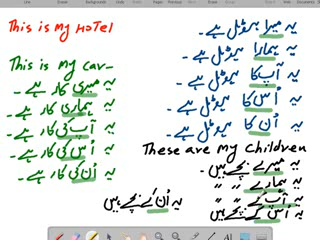 This is my HoTel
This is my car
یہ میری کار ہے۔
یہ ہماری کار ہے۔
یہ آپ کی کار ہے۔
یہ اُس کی کار ہے۔
یہ اُن کی کار ہے۔
یہ میرا ہوٹل ہے۔
یہ ہمارا ہوٹل ہے۔
یہ آپ کا ہوٹل ہے۔
یہ اُس کا ہوٹل ہے۔
یہ اُن کا ہوٹل ہے۔
These are my children
یہ میرے بچے ہیں۔
یہ ہمارے " "
یہ آپ کے بچے ہیں
یہ اُس کے بچے ہیں
یہ اُن کے بچے ہیں